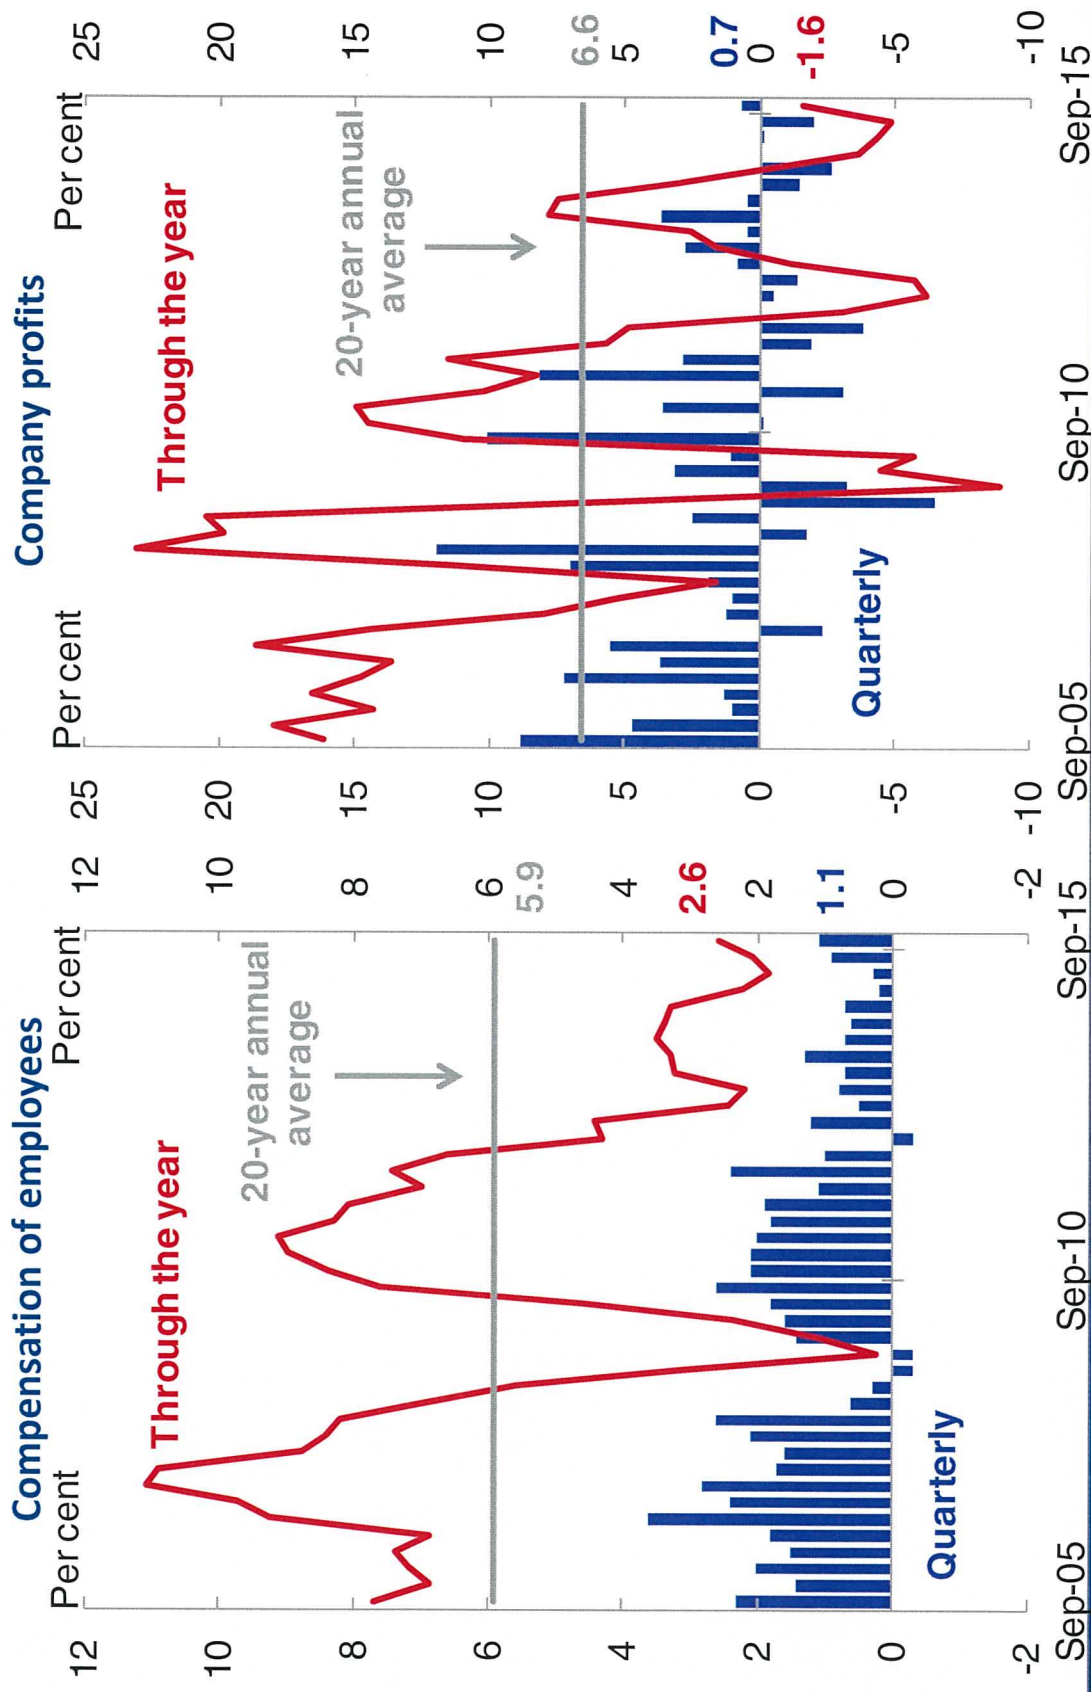 Compensation of employees
Per cent
Per cent
12
10
8
6
4
2
0
-2
12
10
8
6
5.9
4
2.6
2
1.1
0
-2
Through the year
20-year annual
average
Quarterly
Sep-05
Sep-10
Sep-15
Company profits
Per cent
Per cent
25
20
15
10
5
0
-5
-10
25
20
15
10
6.6
5
0.7
0
-1.6
-5
-10
Through the year
20-year annual
average
Quarterly
Sep-05
Sep-10
Sep-15